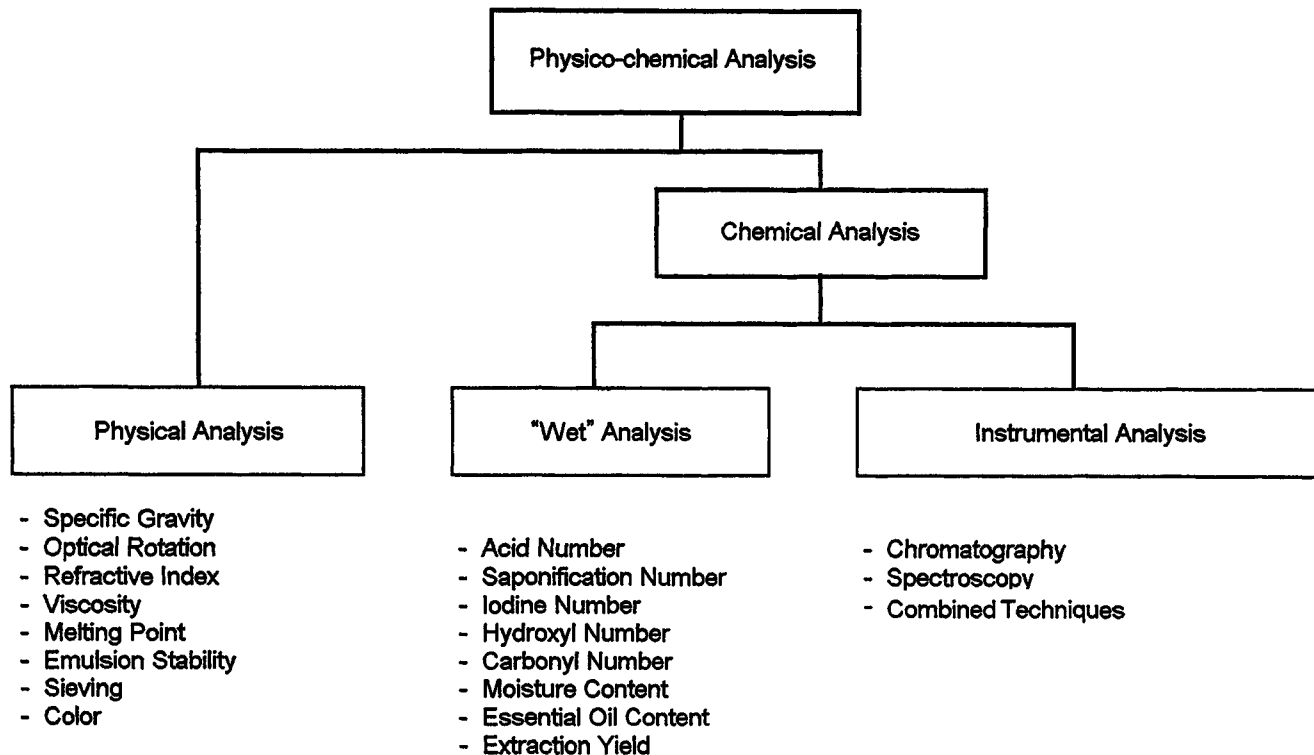 Physico-chemical Analysis
Chemical Analysis
Physical Analysis
"Wet" Analysis
Instrumental Analysis
- Specific Gravity
- Optical Rotation
- Refractive Index
- Viscosity
- Melting Point
- Emulsion Stability
- Sieving
- Color
- Acid Number
- Saponification Number
- Iodine Number
- Hydroxyl Number
- Carbonyl Number
- Moisture Content
- Essential Oil Content
- Extraction Yield
- Chromatography
- Spectroscopy
- Combined Techniques